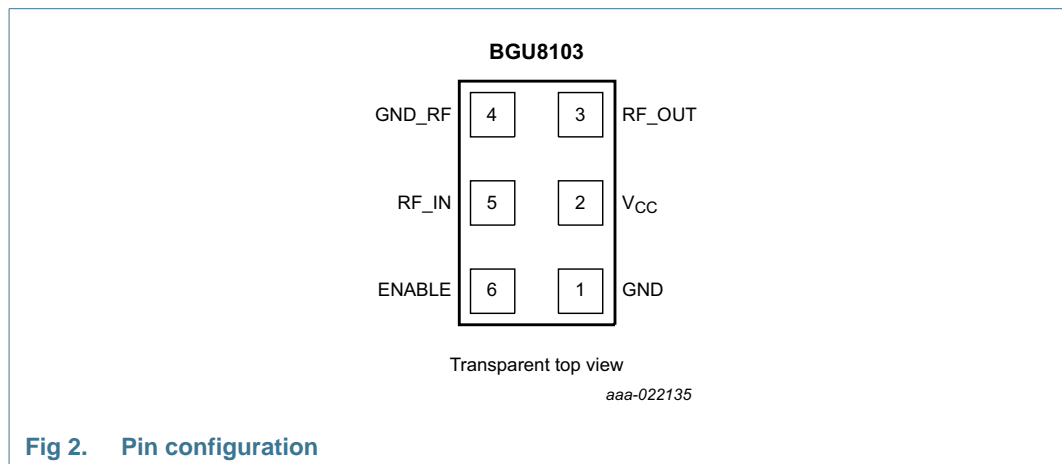 BGU8103
GND_RF 4 3 RF_OUT
RF_IN 5 2 VCC
ENABLE 6 1 GND
Transparent top view
aaa-022135
Fig 2. Pin configuration